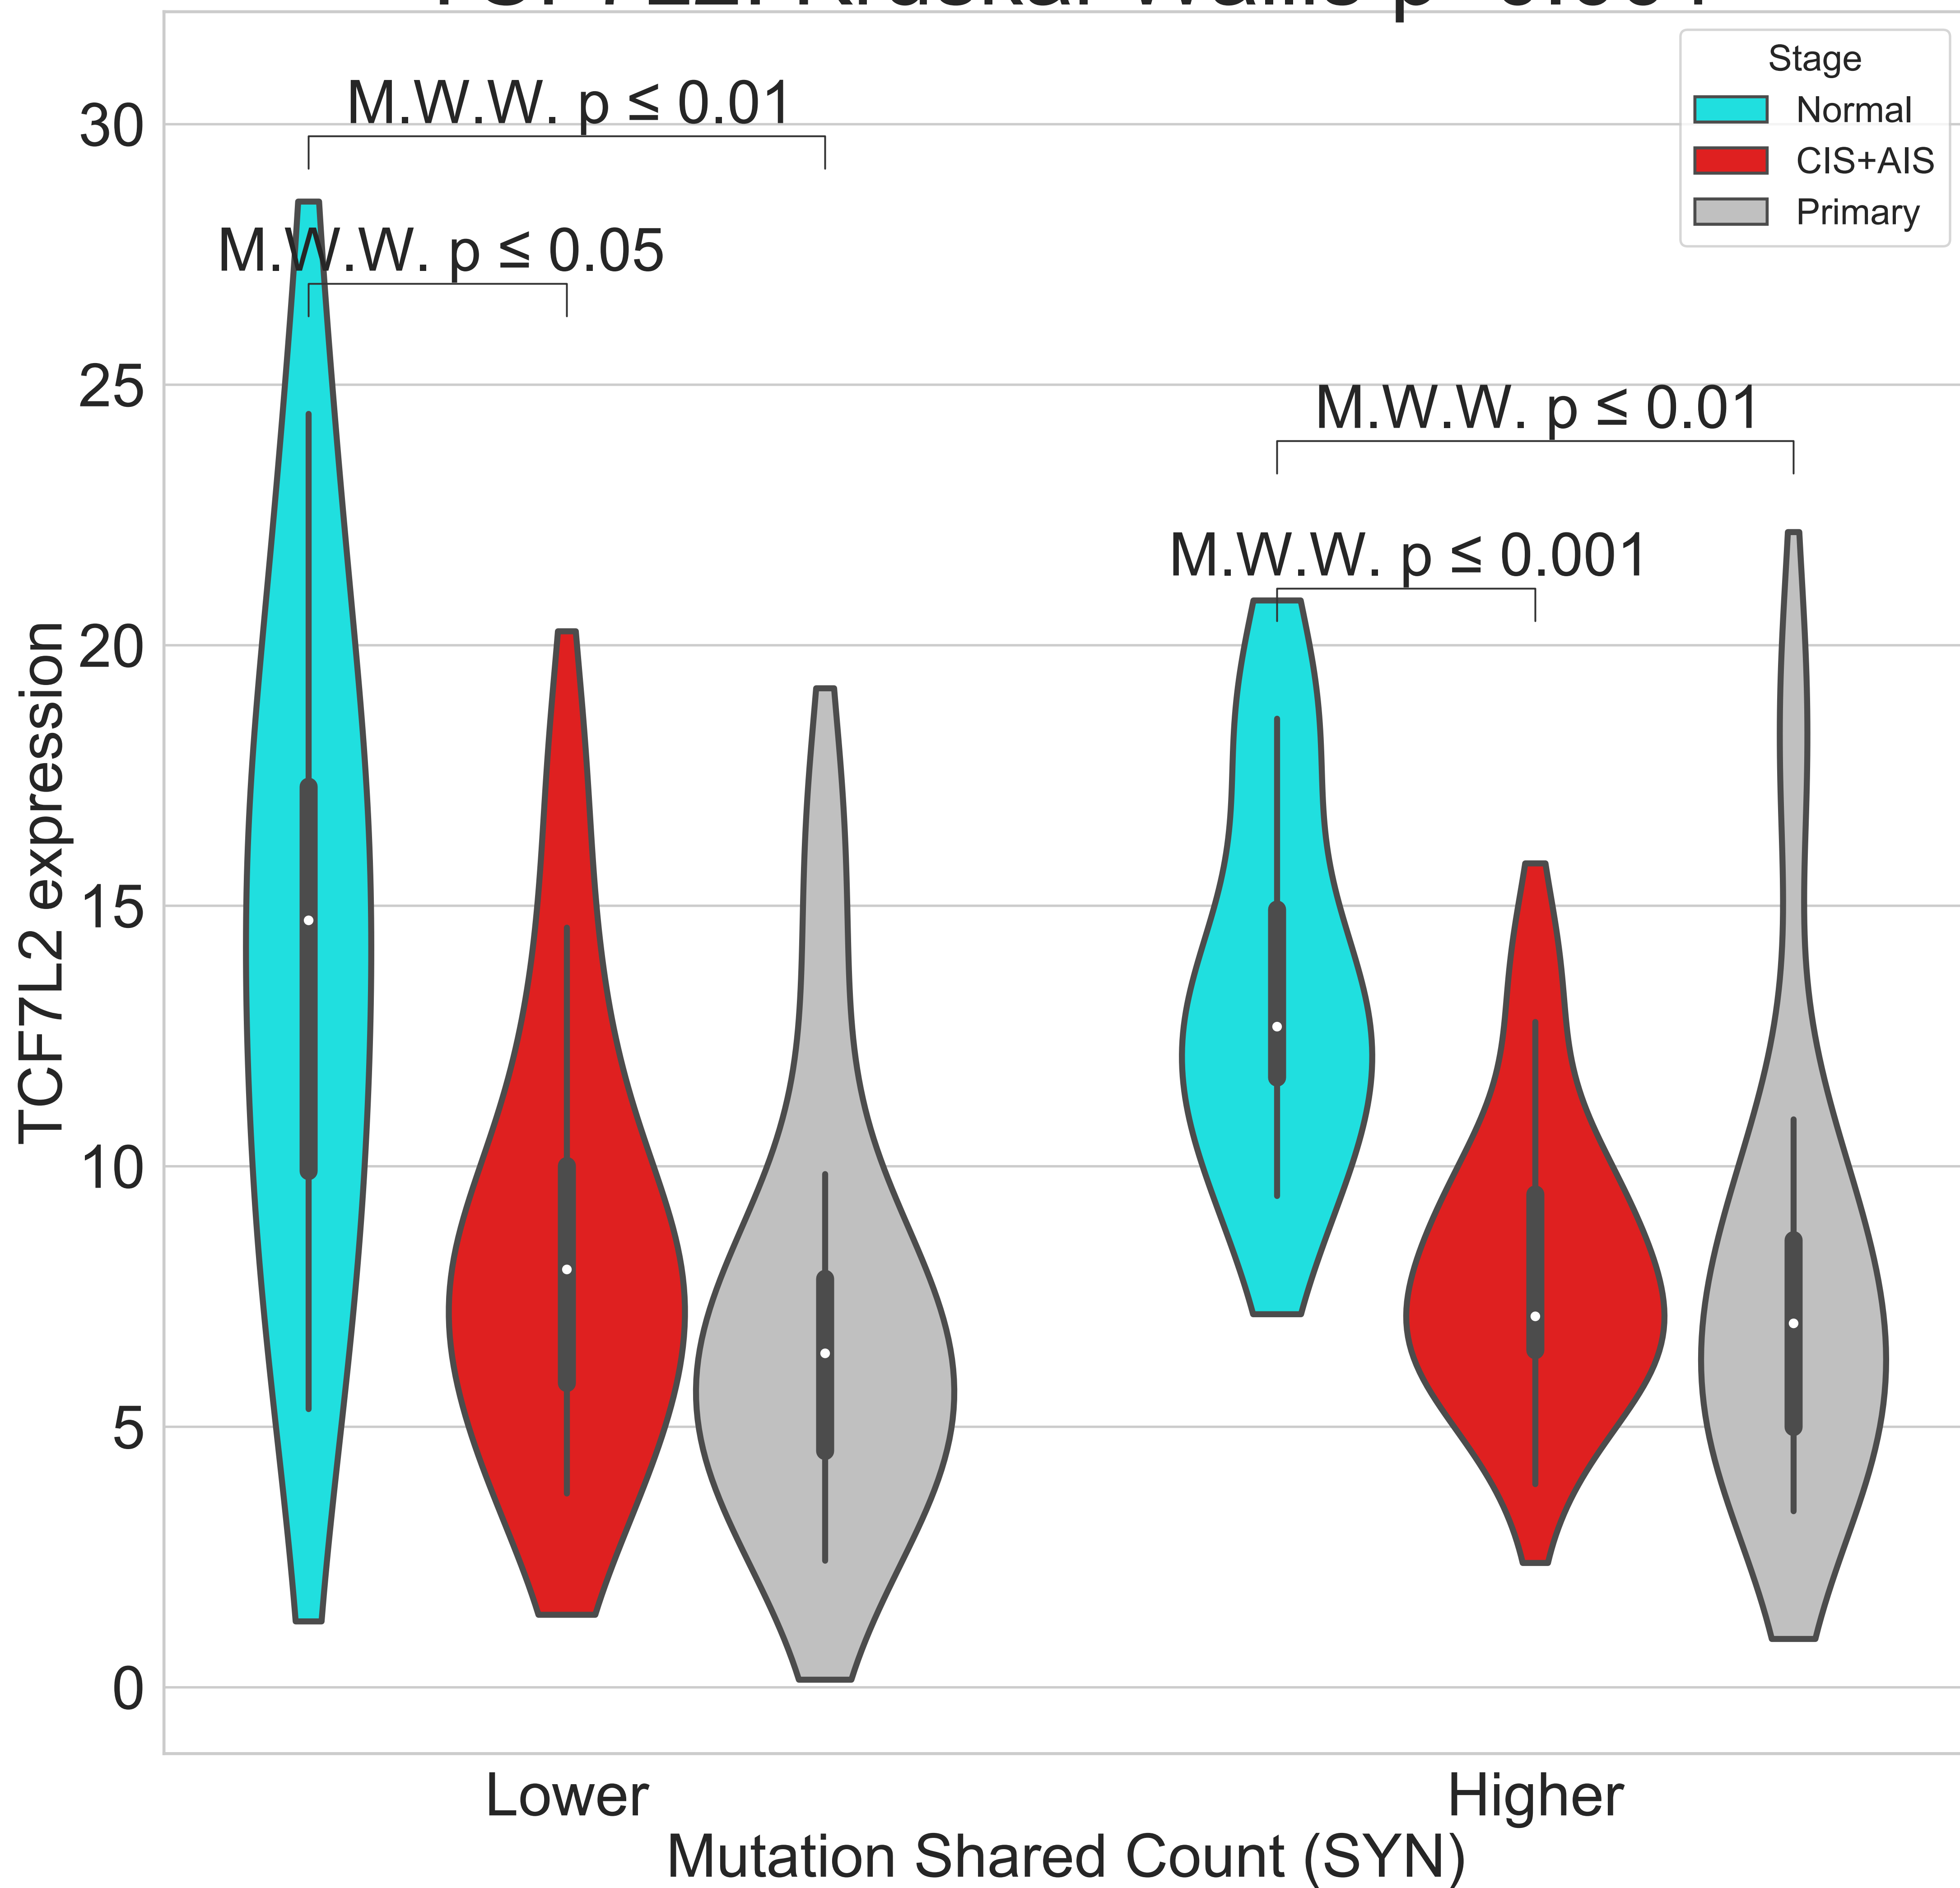 Stage
Normal
CIS+AIS
Primary
M.W.W. p ≤ 0.01
M.W.W. p ≤ 0.05
M.W.W. p ≤ 0.01
M.W.W. p ≤ 0.001
30
25
20
15
10
5
0
TCF7L2 expression
Lower
Higher
Mutation Shared Count (SYN)